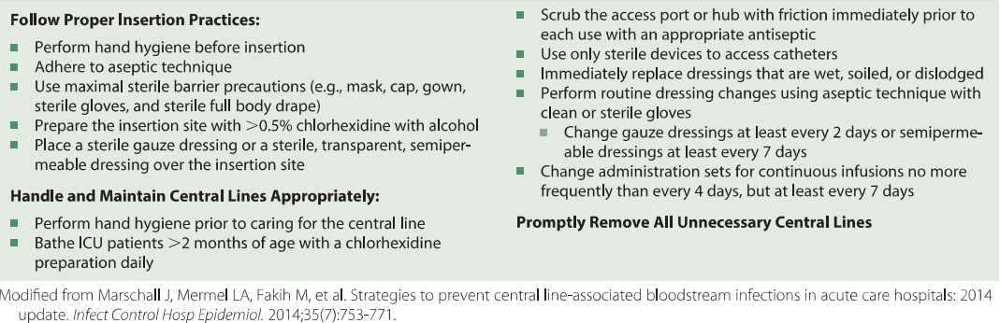 Follow Proper Insertion Practices:
■ Perform hand hygiene before insertion
■ Adhere to aseptic technique
■ Use maximal sterile barrier precautions (e.g., mask, cap, gown,
sterile gloves, and sterile full body drape)
■ Prepare the insertion site with >0.5% chlorhexidine with alcohol
■ Place a sterile gauze dressing or a sterile, transparent, semiper-
meable dressing over the insertion site
Handle and Maintain Central Lines Appropriately:
■ Perform hand hygiene prior to caring for the central line
■ Bathe ICU patients >2 months of age with a chlorhexidine
preparation daily
■ Scrub the access port or hub with friction immediately prior to
each use with an appropriate antiseptic
■ Use only sterile devices to access catheters
■ Immediately replace dressings that are wet, soiled, or dislodged
■ Perform routine dressing changes using aseptic technique with
clean or sterile gloves
■ Change gauze dressings at least every 2 days or semiperme-
able dressings at least every 7 days
■ Change administration sets for continuous infusions no more
frequently than every 4 days, but at least every 7 days
Promptly Remove All Unnecessary Central Lines
Modified from Marschall J, Mermel LA, Fakih M, et al. Strategies to prevent central line-associated bloodstream infections in acute care hospitals: 2014
update. Infect Control Hosp Epidemiol. 2014;35(7):753-771.